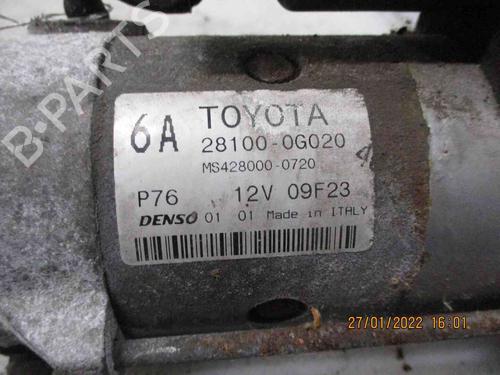 B-PARTS
6A TOYOTA
28100-0G020
MS428000-0720
P76 12V 09F23
DENSO 01 01 Made in ITALY
27/01/2022 16:01